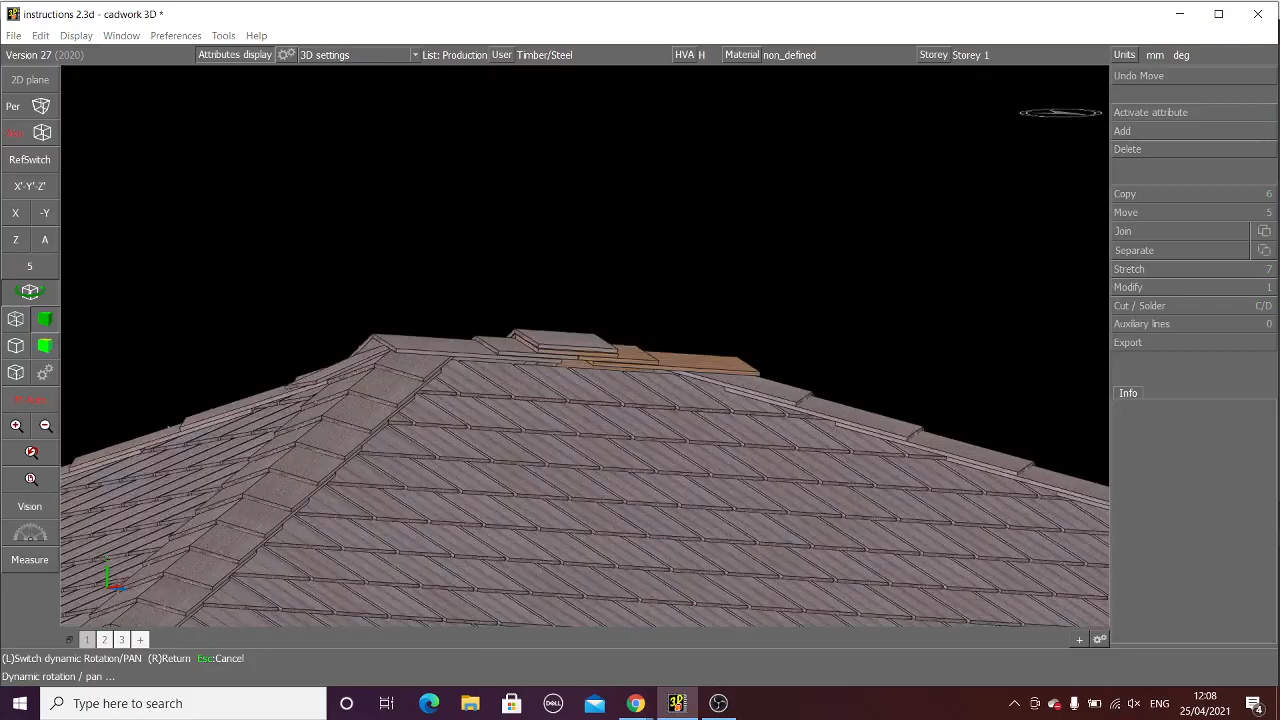 instructions 2.3d - cadwork 3D *
File Edit Display Window Preferences Tools Help
Version 27 (2020) Attributes display 3D settings List: Production User Timber/Steel HVA H Material non_defined Storey Storey 1 Units mm deg
2D plane
Per
RefSwitch
X'-Y'-Z'
X -Y
Z A
5
Vision
Measure
Undo Move
Activate attribute
Add
Delete
Copy 6
Move 5
Join
Separate
Stretch 7
Modify 1
Cut / Solder C/D
Auxiliary lines 0
Export
Info
1 2 3 +
+
(L)Switch dynamic Rotation/PAN (R)Return Esc:Cancel
Dynamic rotation / pan ...
Type here to search
DELL
3D
ENG
12:08
25/04/2021
4